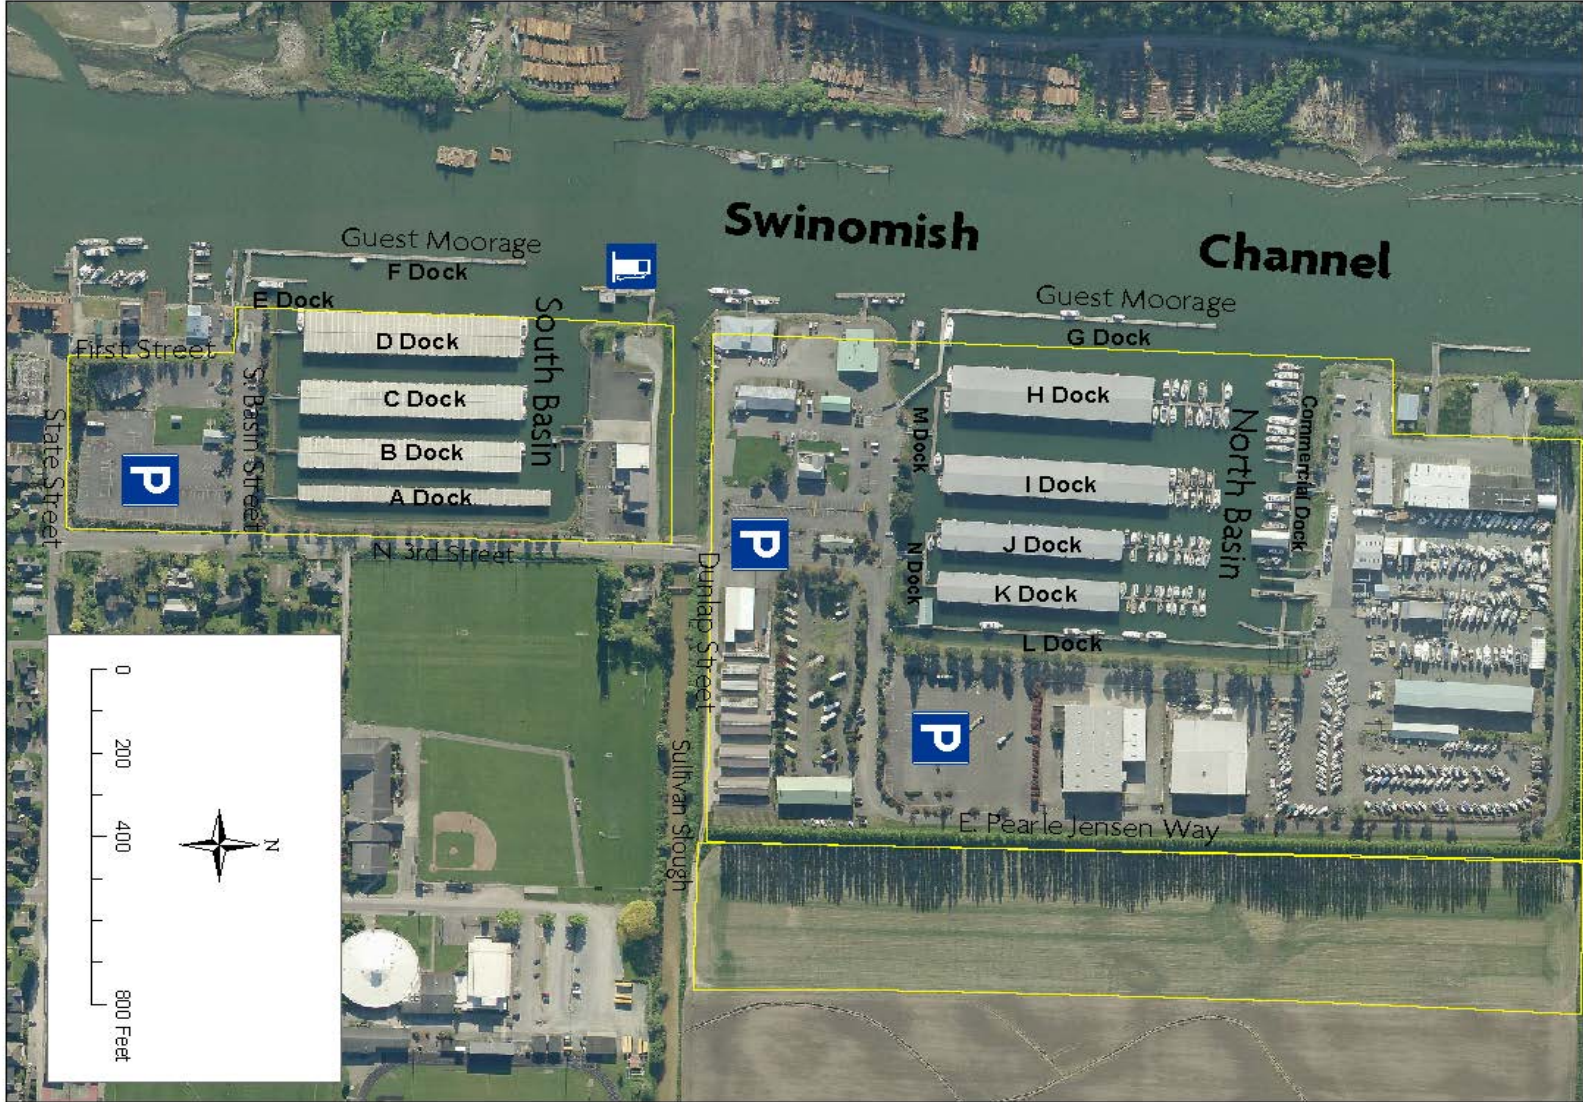 Swinomish
Channel
Guest Moorage
F Dock
E Dock
D Dock
C Dock
B Dock
A Dock
South Basin
First Street
S. Basin Street
State Street
P
N. 3rd Street
Guest Moorage
G Dock
H Dock
M Dock
I Dock
J Dock
N Dock
K Dock
L Dock
North Basin
Commercial Dock
P
P
Dunlap Street
Sullivan Slough
E. Pearle Jensen Way
0
200
400
800 Feet
N